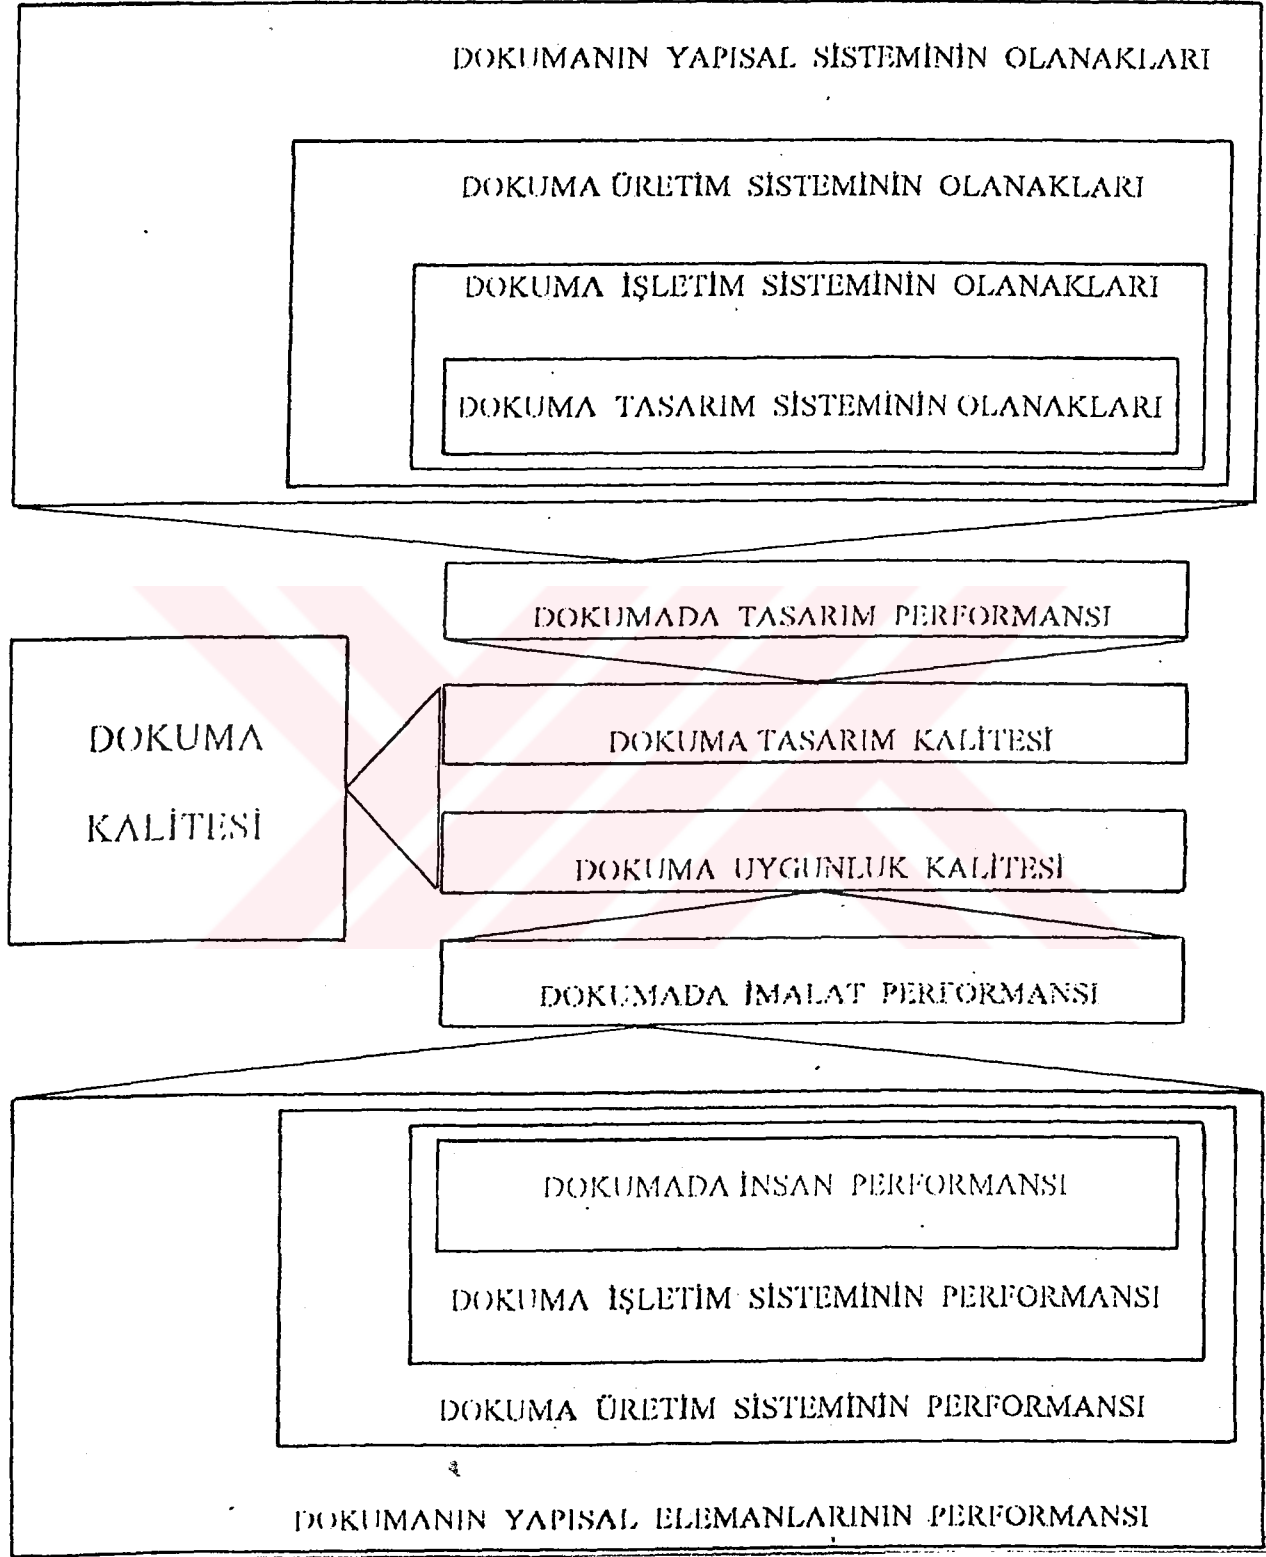 DOKUMANIN YAPISAL SİSTEMİNİN OLANAKLARI
DOKUMA ÜRETİM SİSTEMİNİN OLANAKLARI
DOKUMA İŞLETİM SİSTEMİNİN OLANAKLARI
DOKUMA TASARIM SİSTEMİNİN OLANAKLARI
DOKUMADA TASARIM PERFORMANSI
DOKUMA
KALİTESİ
DOKUMA TASARIM KALİTESİ
DOKUMA UYGUNLUK KALİTESİ
DOKUMADA İMALAT PERFORMANSI
DOKUMADA İNSAN PERFORMANSI
DOKUMA İŞLETİM SİSTEMİNİN PERFORMANSI
DOKUMA ÜRETİM SİSTEMİNİN PERFORMANSI
DOKUMANIN YAPISAL ELEMANLARININ PERFORMANSI